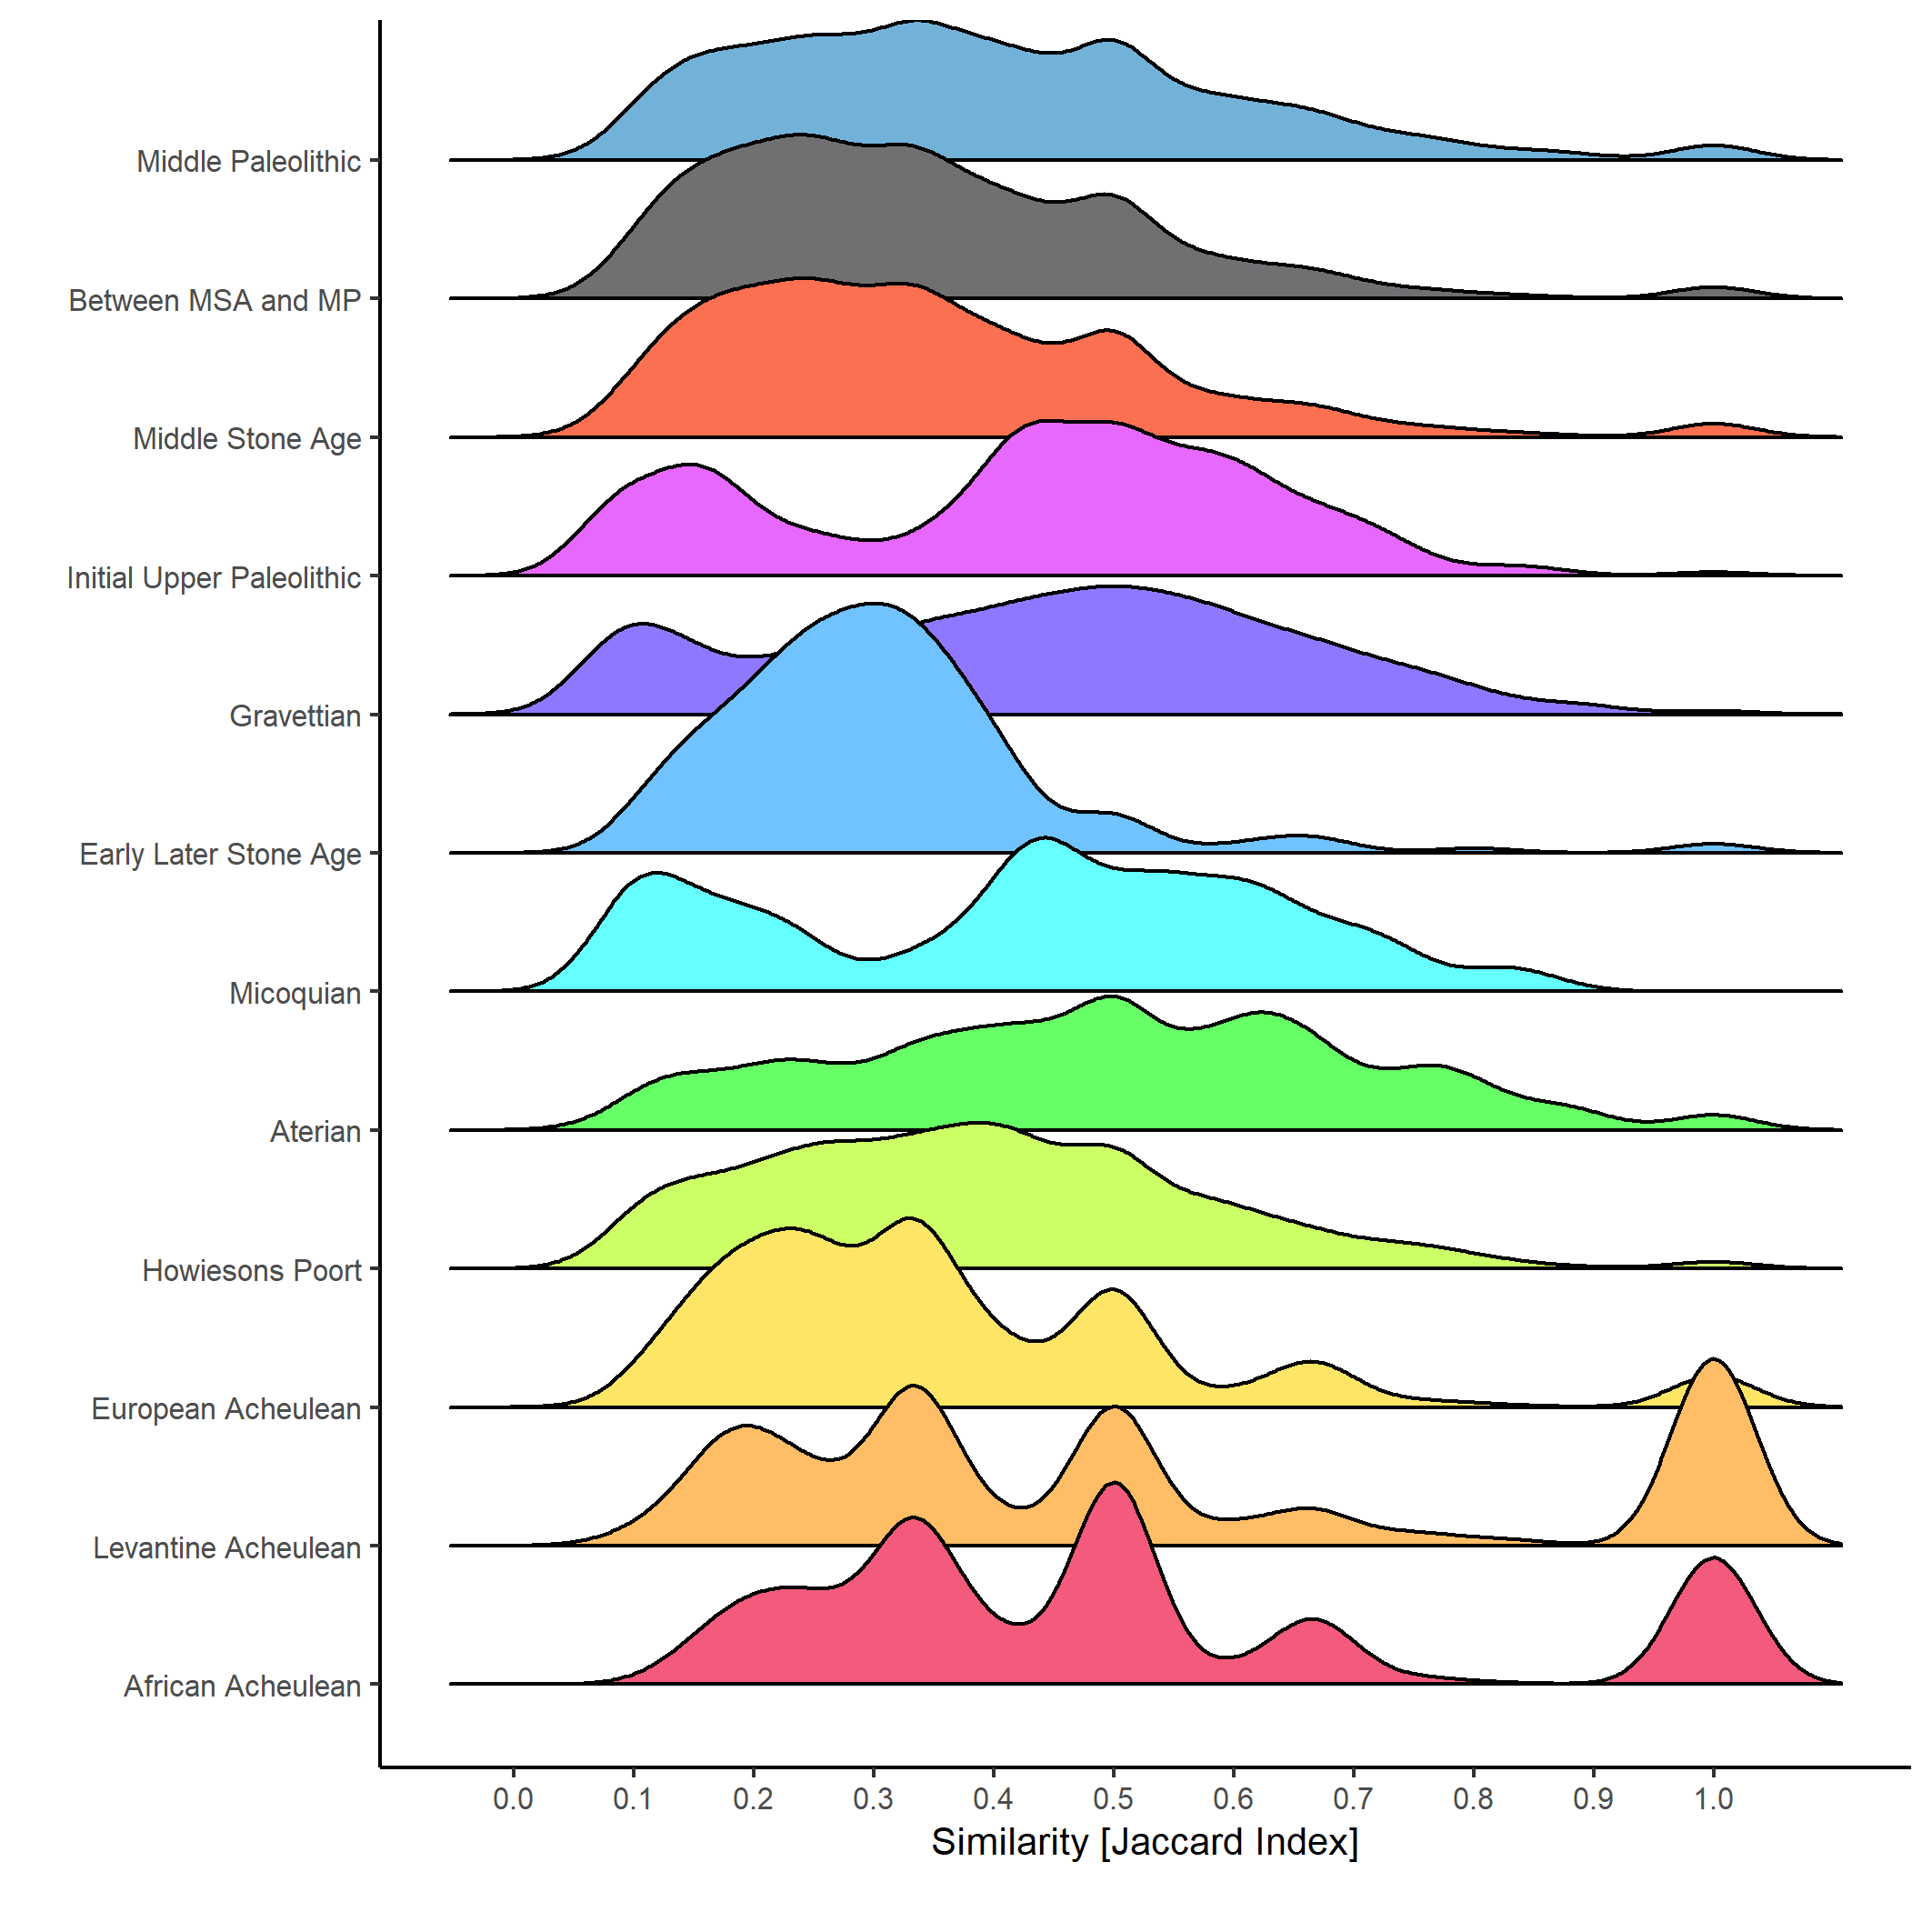 Middle Paleolithic
Between MSA and MP
Middle Stone Age
Initial Upper Paleolithic
Gravettian
Early Later Stone Age
Micoquian
Aterian
Howiesons Poort
European Acheulean
Levantine Acheulean
African Acheulean
0.0 0.1 0.2 0.3 0.4 0.5 0.6 0.7 0.8 0.9 1.0
Similarity [Jaccard Index]